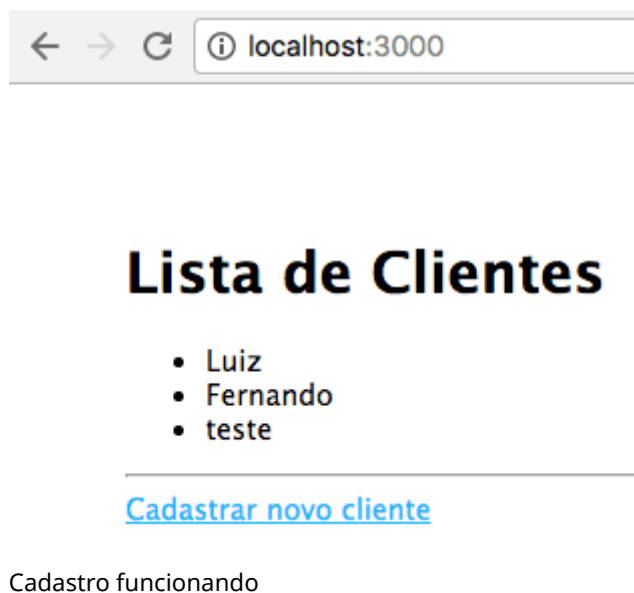 localhost:3000
Lista de Clientes
• Luiz
• Fernando
• teste
Cadastrar novo cliente
Cadastro funcionando